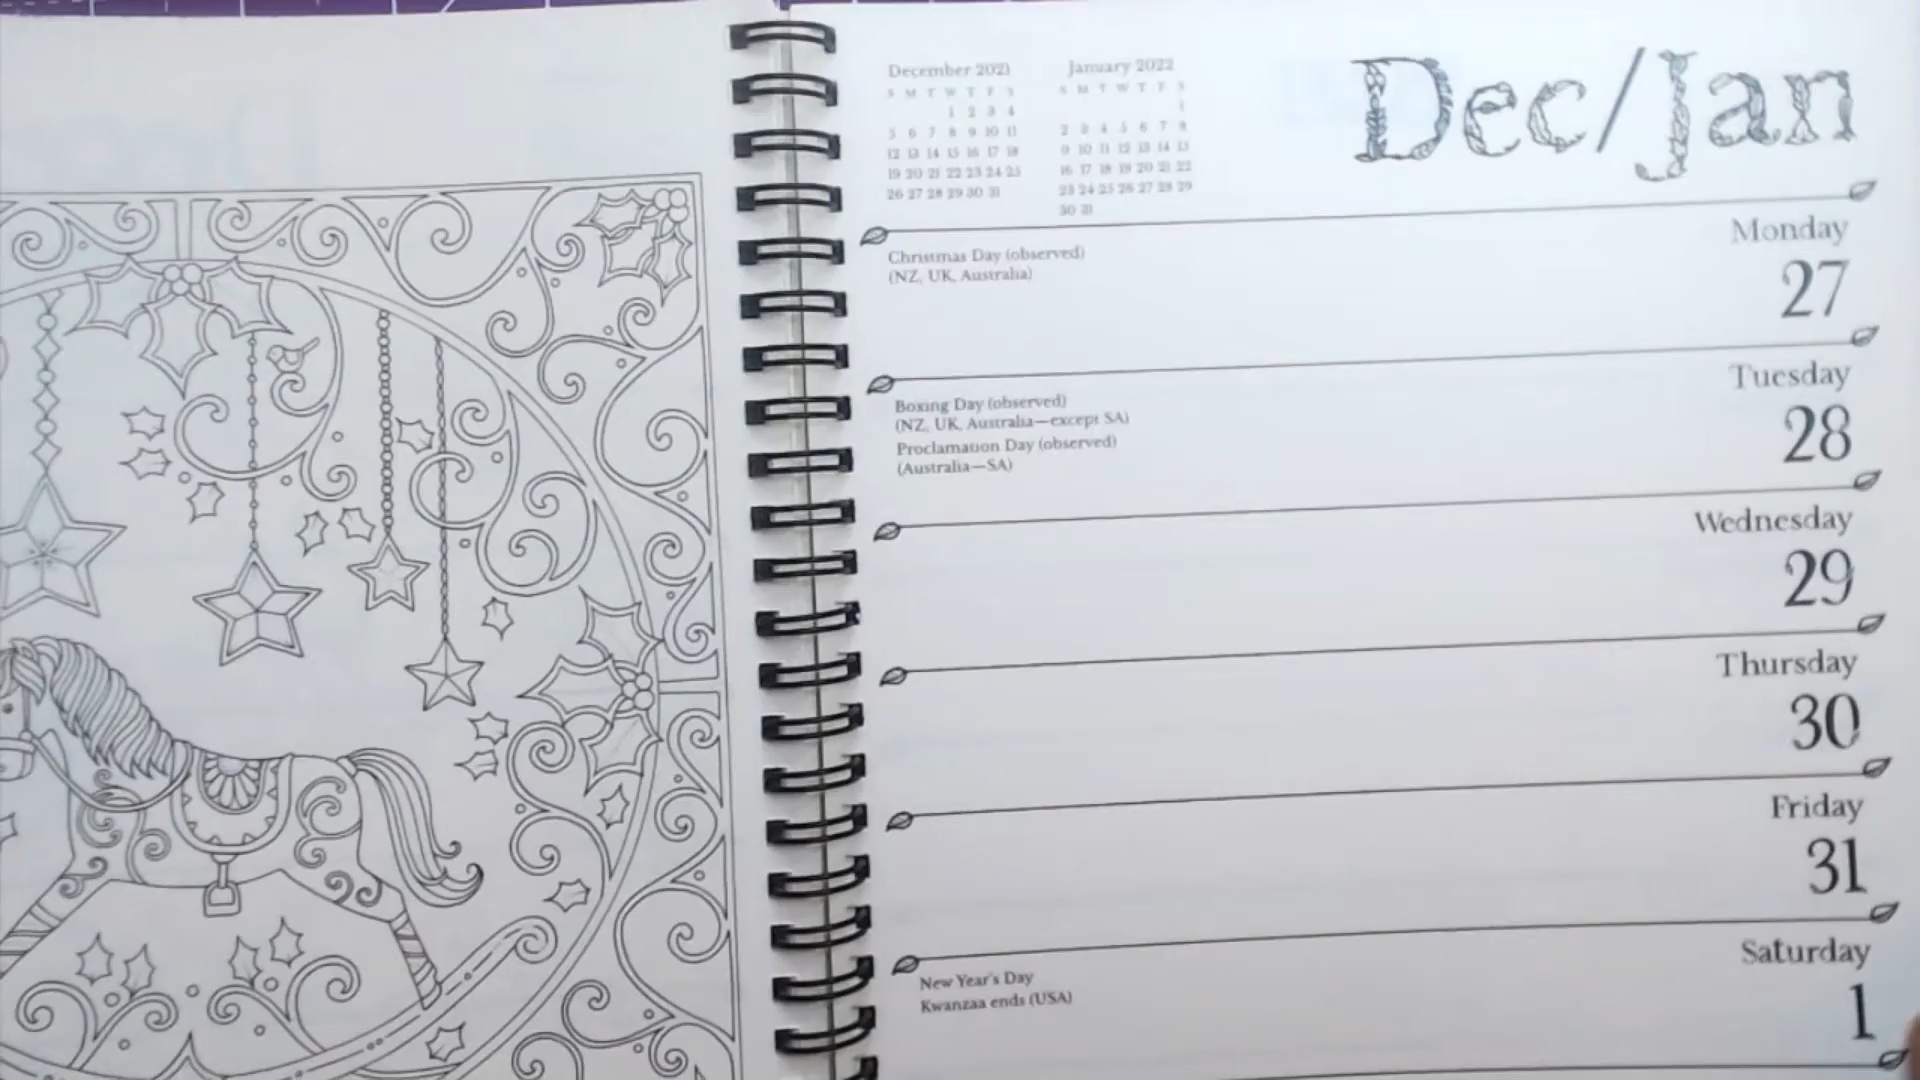 December 2021
S M T W T F S
1 2 3 4
5 6 7 8 9 10 11
12 13 14 15 16 17 18
19 20 21 22 23 24 25
26 27 28 29 30 31
January 2022
S M T W T F S
1
2 3 4 5 6 7 8
9 10 11 12 13 14 15
16 17 18 19 20 21 22
23 24 25 26 27 28 29
30 31
Dec/Jan
Monday
27
Christmas Day (observed)
(NZ, UK, Australia)
Tuesday
28
Boxing Day (observed)
(NZ, UK, Australia—except SA)
Proclamation Day (observed)
(Australia—SA)
Wednesday
29
Thursday
30
Friday
31
Saturday
1
New Year's Day
Kwanzaa ends (USA)